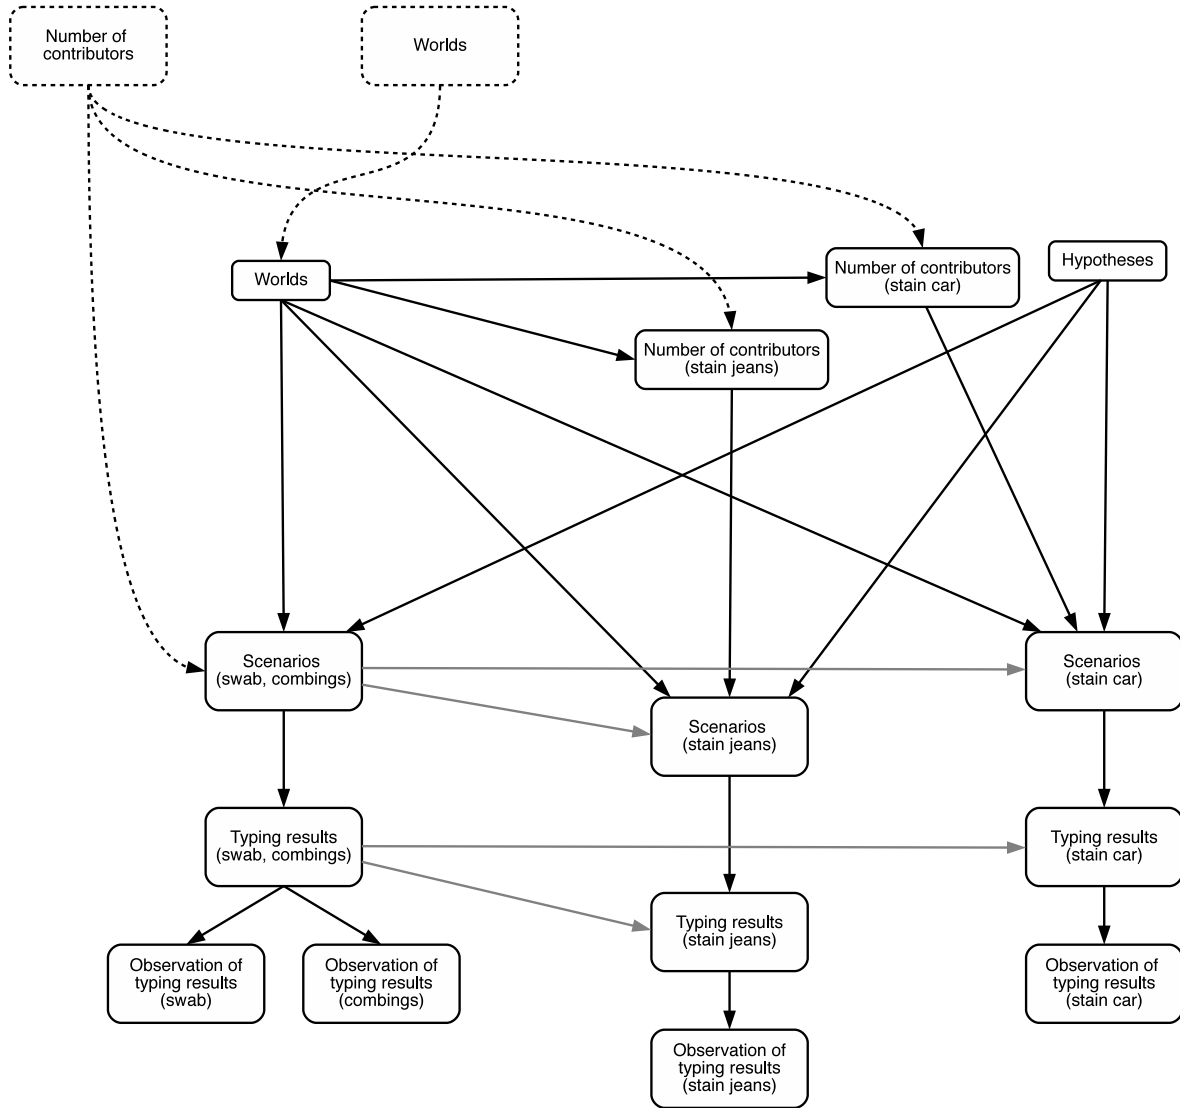 Number of
contributors
Worlds
Worlds
Number of contributors
(stain car)
Hypotheses
Number of contributors
(stain jeans)
Scenarios
(swab, combings)
Scenarios
(stain jeans)
Scenarios
(stain car)
Typing results
(swab, combings)
Typing results
(stain jeans)
Typing results
(stain car)
Observation of
typing results
(swab)
Observation of
typing results
(combings)
Observation of
typing results
(stain jeans)
Observation of
typing results
(stain car)